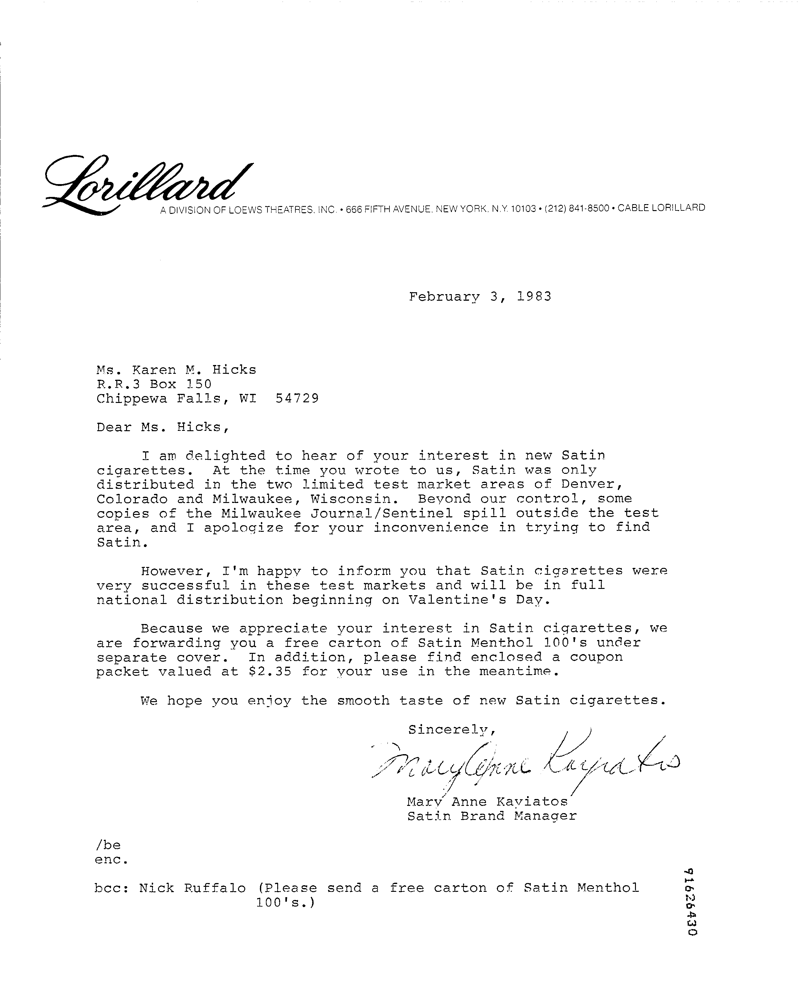 Lorillard
A DIVISION OF LOEWS THEATRES, INC. • 666 FIFTH AVENUE, NEW YORK, N.Y. 10103 • (212) 841-8500 • CABLE LORILLARD
February 3, 1983
Ms. Karen M. Hicks
R.R.3 Box 150
Chippewa Falls, WI 54729
Dear Ms. Hicks,
I am delighted to hear of your interest in new Satin
cigarettes. At the time you wrote to us, Satin was only
distributed in the two limited test market areas of Denver,
Colorado and Milwaukee, Wisconsin. Beyond our control, some
copies of the Milwaukee Journal/Sentinel spill outside the test
area, and I apologize for your inconvenience in trying to find
Satin.
However, I'm happy to inform you that Satin cigarettes were
very successful in these test markets and will be in full
national distribution beginning on Valentine's Day.
Because we appreciate your interest in Satin cigarettes, we
are forwarding you a free carton of Satin Menthol 100's under
separate cover. In addition, please find enclosed a coupon
packet valued at $2.35 for your use in the meantime.
We hope you enjoy the smooth taste of new Satin cigarettes.
Sincerely,
Mary Anne Kayiatos
Mary Anne Kayiatos
Satin Brand Manager
/be
enc.
bcc: Nick Ruffalo (Please send a free carton of Satin Menthol
100's.)
91626430